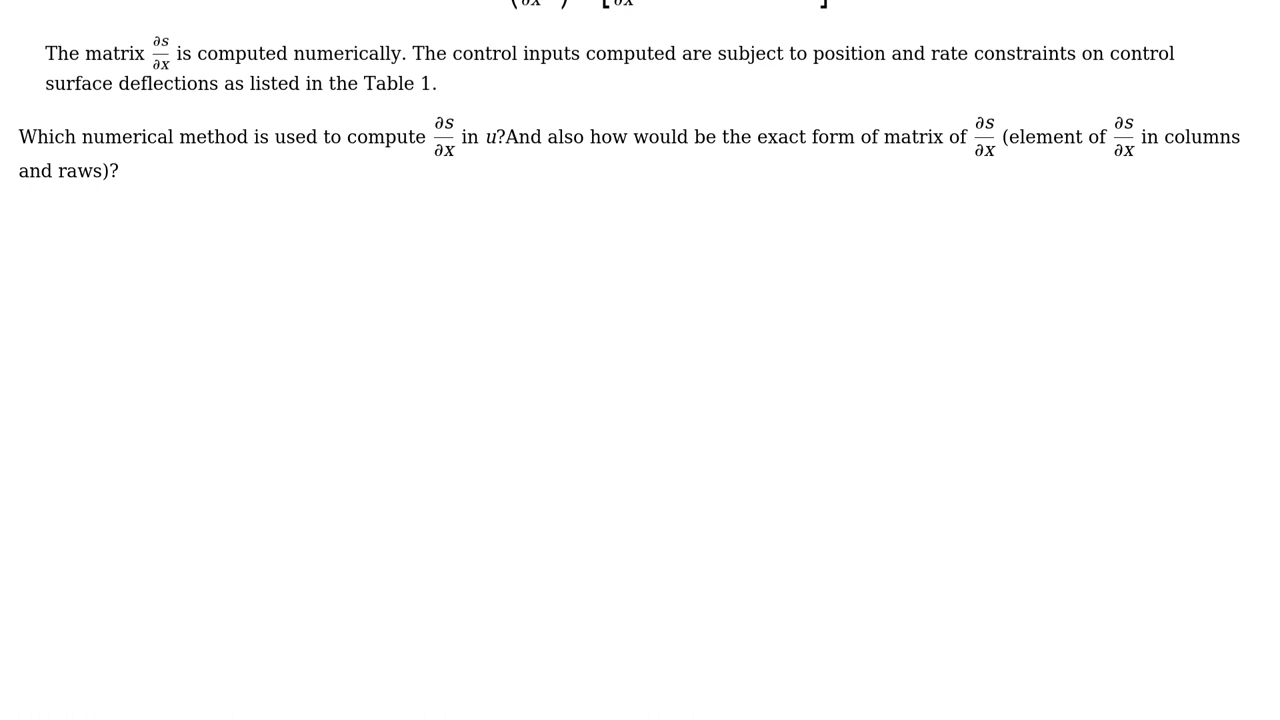 The matrix ∂s/∂x is computed numerically. The control inputs computed are subject to position and rate constraints on control
surface deflections as listed in the Table 1.
Which numerical method is used to compute ∂s/∂x in u?And also how would be the exact form of matrix of ∂s/∂x (element of ∂s/∂x in columns
and raws)?